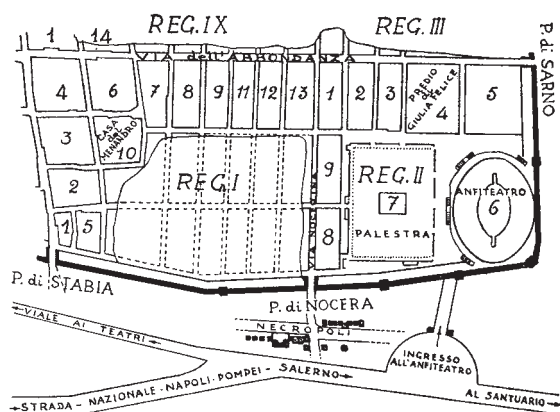 REG. IX
REG. III
P. di SARNO
1
14
VIA dell'ABBONDANZA
4
6
7
8
9
11
12
13
1
2
3
PREDIO di GIULIA FELICE
4
5
3
CASA del MENANDRO
10
REG. I
9
REG. II
7
PALESTRA
ANFITEATRO
6
2
1
5
8
P. di STABIA
P. di NOCERA
NECROPOLI
VIALE AI TEATRI
INGRESSO
ALL'ANFITEATRO
STRADA - NAZIONALE - NAPOLI - POMPEI - SALERNO
AL SANTUARIO